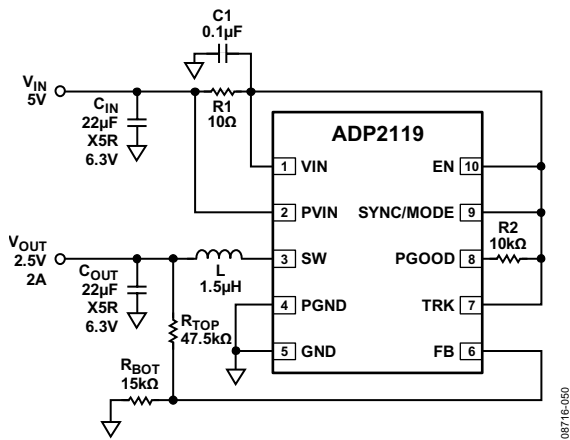 C1
0.1µF
VIN
5V
CIN
22µF
X5R
6.3V
R1
10Ω
ADP2119
1 VIN
EN 10
2 PVIN
SYNC/MODE 9
R2
10kΩ
VOUT
2.5V
2A
COUT
22µF
X5R
6.3V
L
1.5µH
3 SW
PGOOD 8
4 PGND
TRK 7
RTOP
47.5kΩ
5 GND
FB 6
RBOT
15kΩ
08716-050